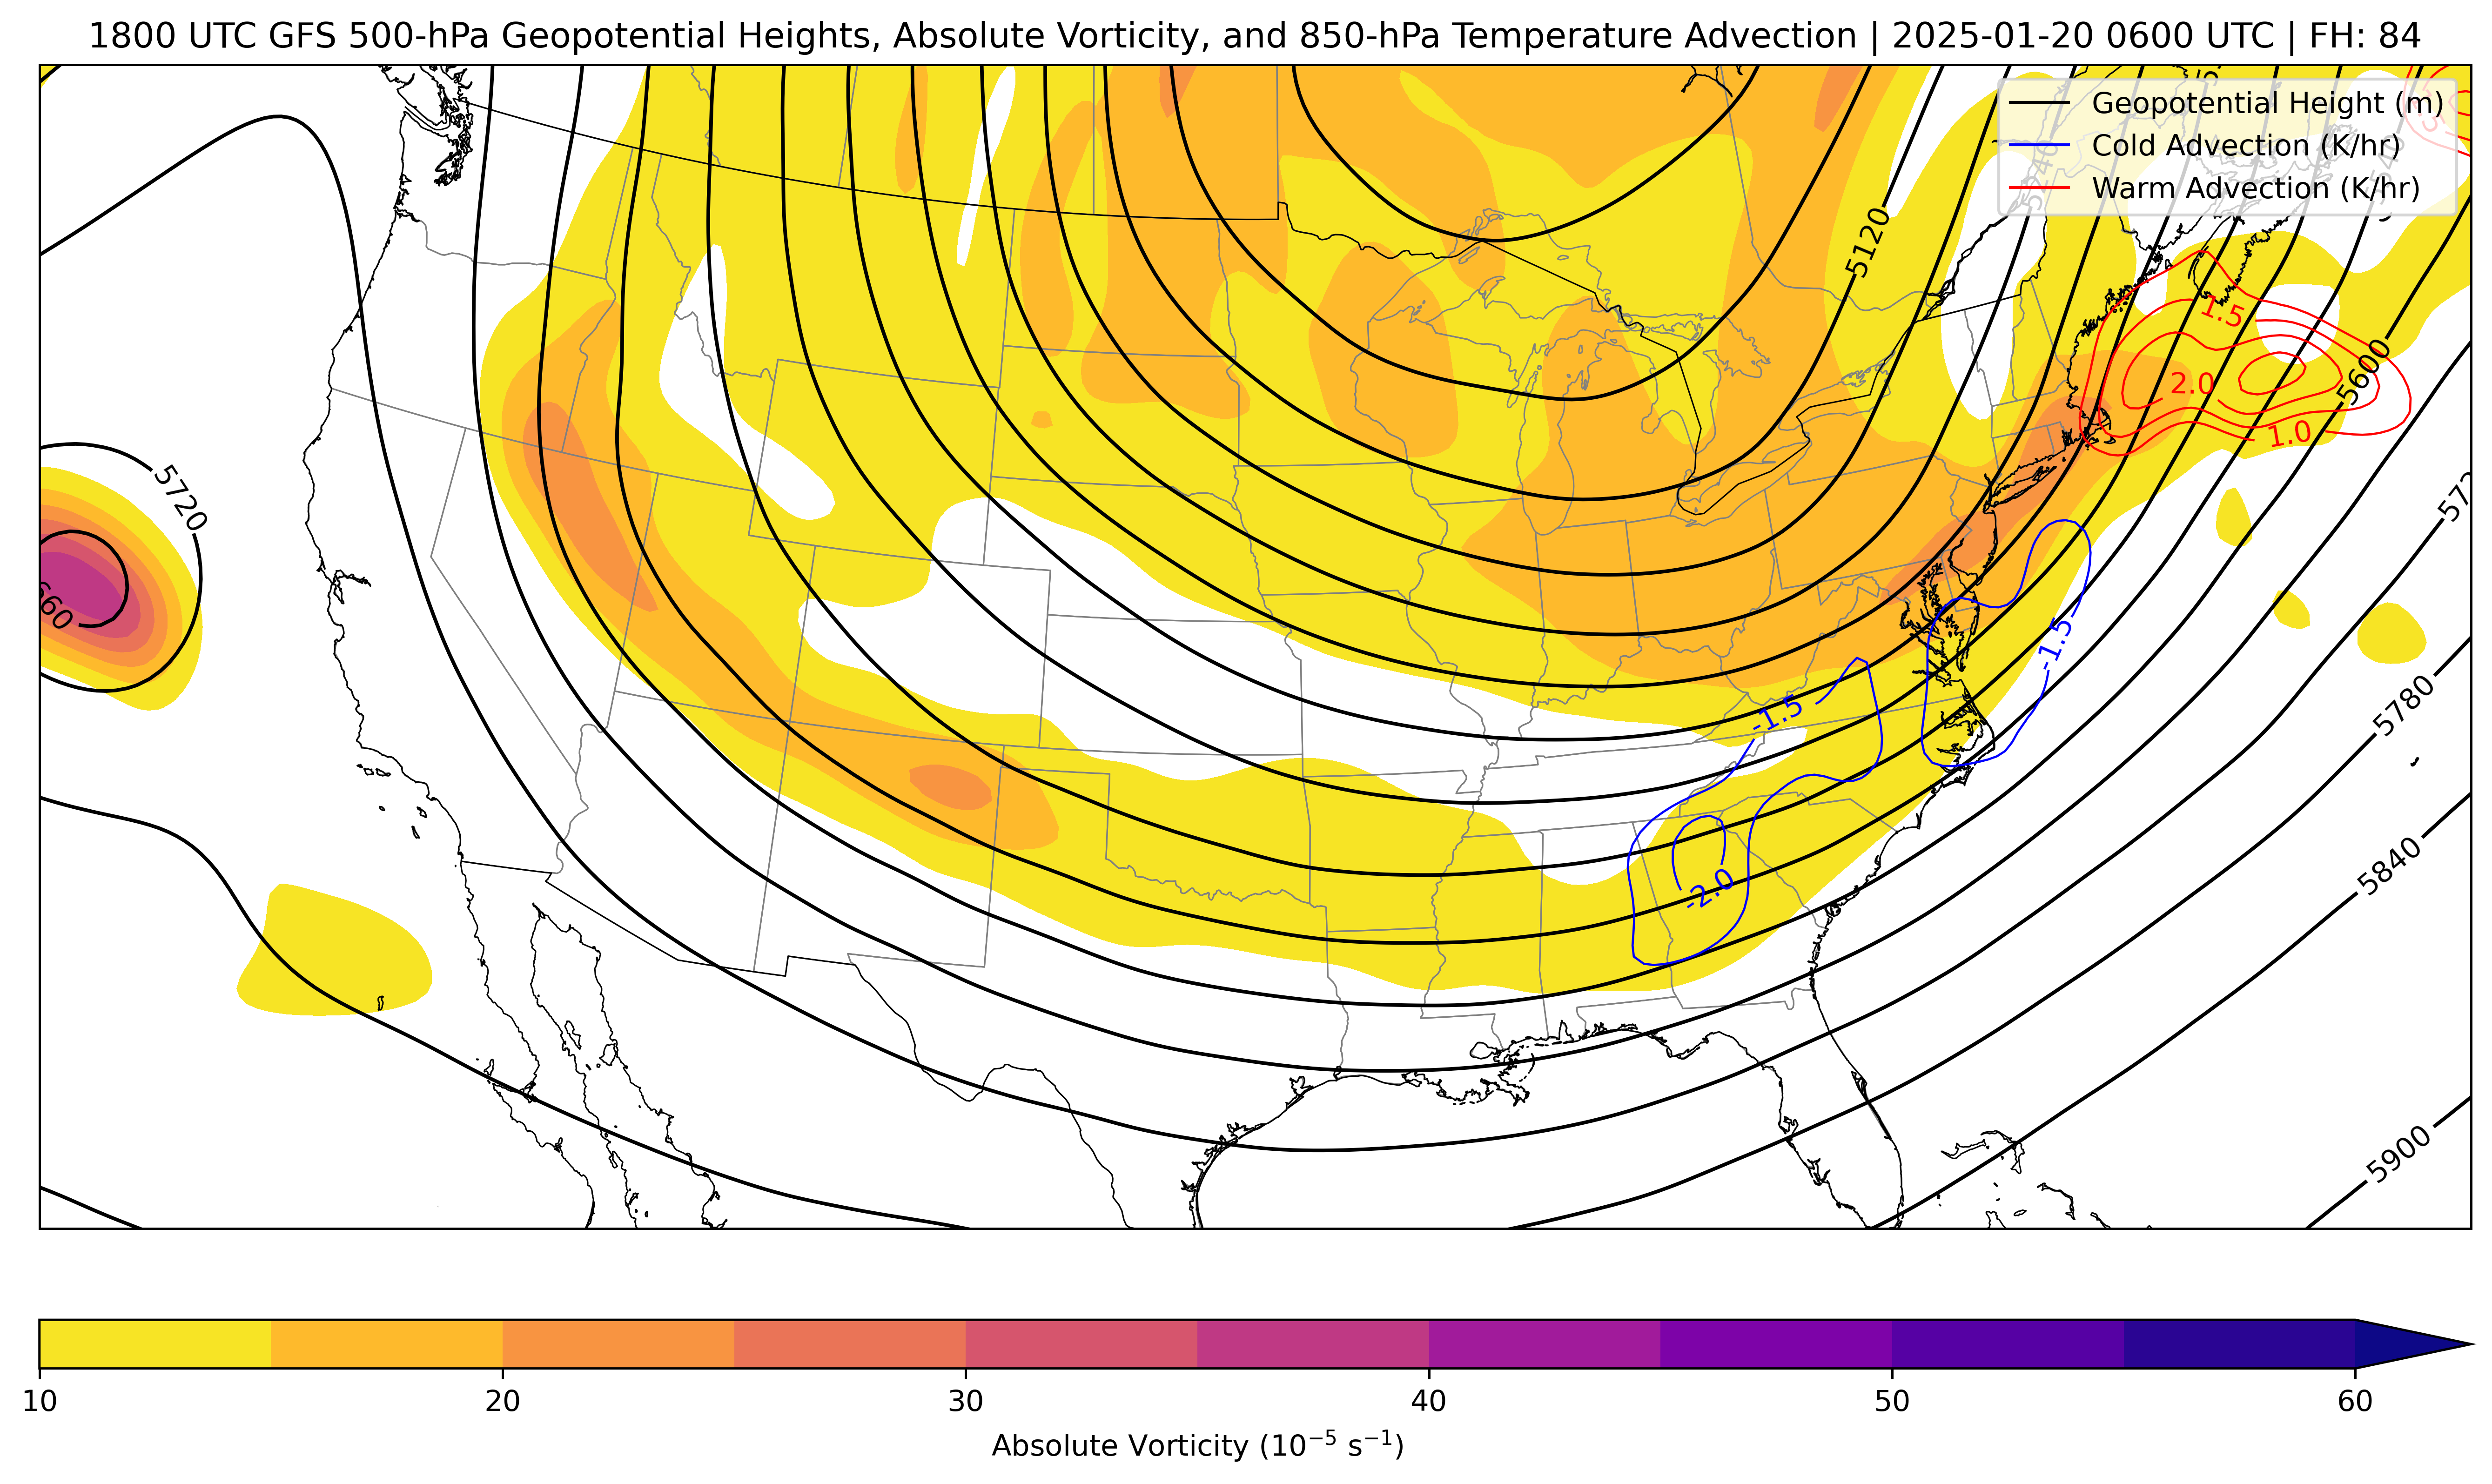 1800 UTC GFS 500-hPa Geopotential Heights, Absolute Vorticity, and 850-hPa Temperature Advection | 2025-01-20 0600 UTC | FH: 84
Geopotential Height (m)
Cold Advection (K/hr)
Warm Advection (K/hr)
5120
5400
5540
1.5
2.0
1.0
5600
5720
5780
5840
5900
-1.5
-1.5
-2.0
5720
10 20 30 40 50 60
Absolute Vorticity (10⁻⁵ s⁻¹)